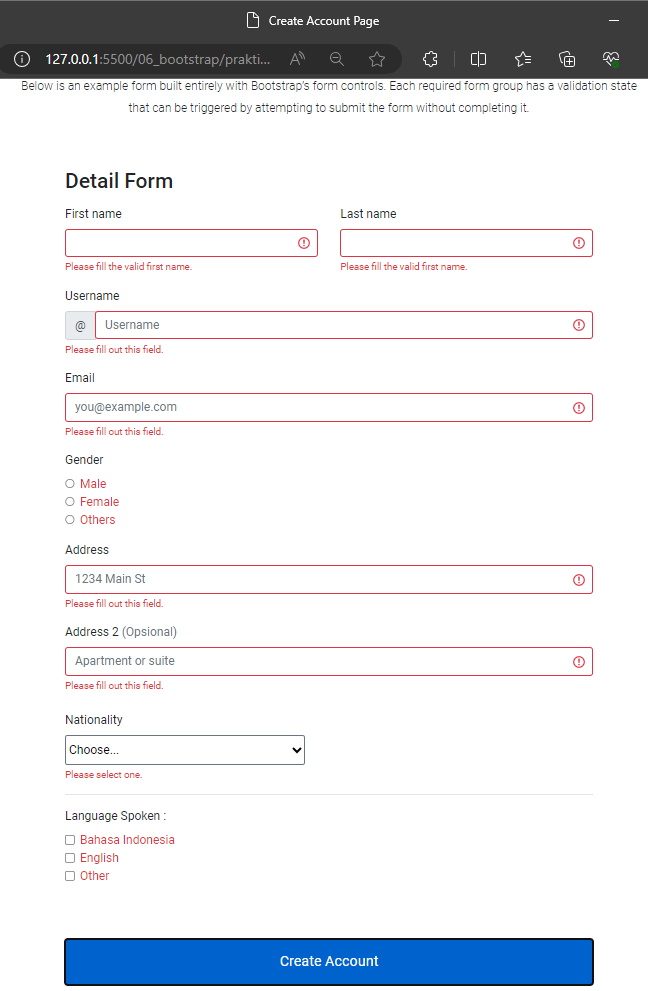 Create Account Page
127.0.0.1:5500/06_bootstrap/prakti...
Below is an example form built entirely with Bootstrap's form controls. Each required form group has a validation state
that can be triggered by attempting to submit the form without completing it.
Detail Form
First name Last name
Please fill the valid first name. Please fill the valid first name.
Username
@ Username
Please fill out this field.
Email
you@example.com
Please fill out this field.
Gender
Male
Female
Others
Address
1234 Main St
Please fill out this field.
Address 2 (Opsional)
Apartment or suite
Please fill out this field.
Nationality
Choose...
Please select one.
Language Spoken :
Bahasa Indonesia
English
Other
Create Account